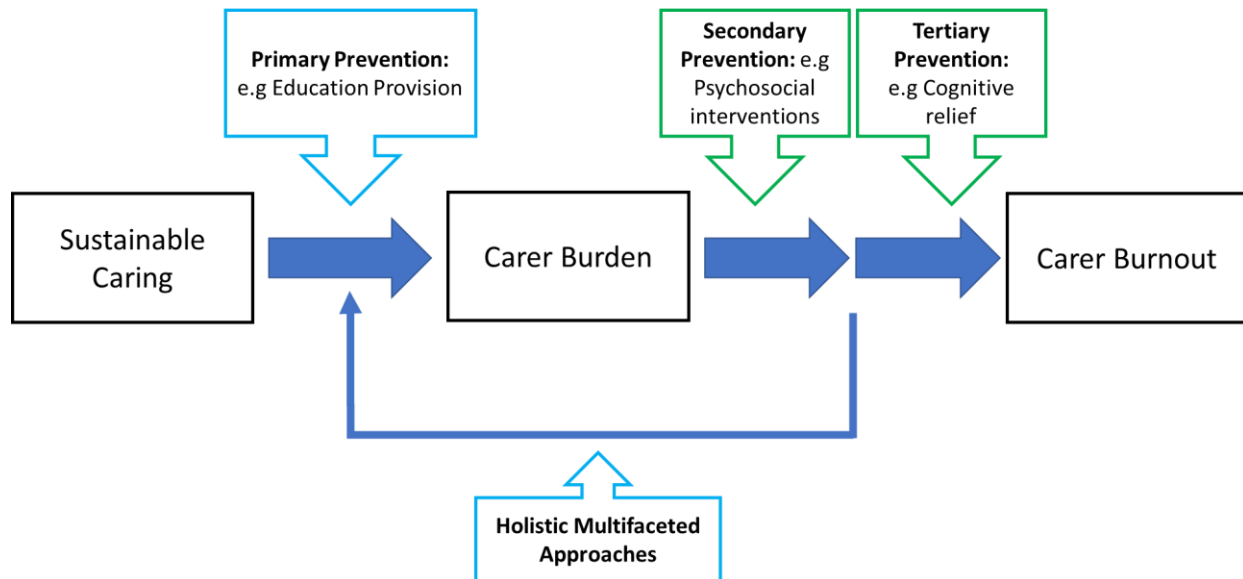 Primary Prevention:
e.g Education Provision
Secondary
Prevention: e.g
Psychosocial
interventions
Tertiary
Prevention:
e.g Cognitive
relief
Sustainable
Caring
Carer Burden
Carer Burnout
Holistic Multifaceted
Approaches